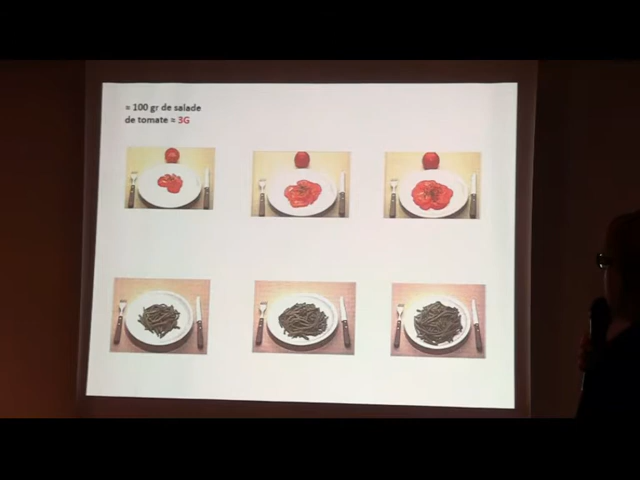 = 100 gr de salade
de tomate = 3G